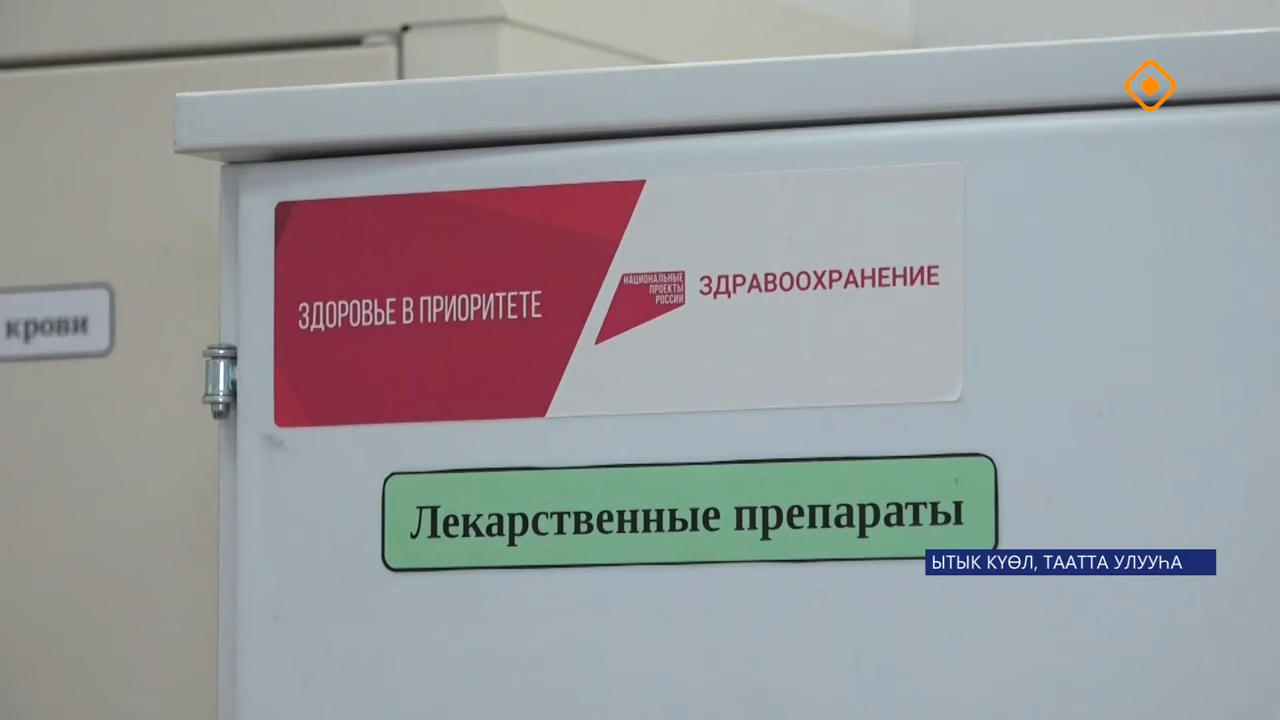 ЗДОРОВЬЕ В ПРИОРИТЕТЕ
НАЦИОНАЛЬНЫЕ
ПРОЕКТЫ
РОССИИ
ЗДРАВООХРАНЕНИЕ
крови
Лекарственные препараты
ЫТЫК КҮӨЛ, ТААТТА УЛУУҺА